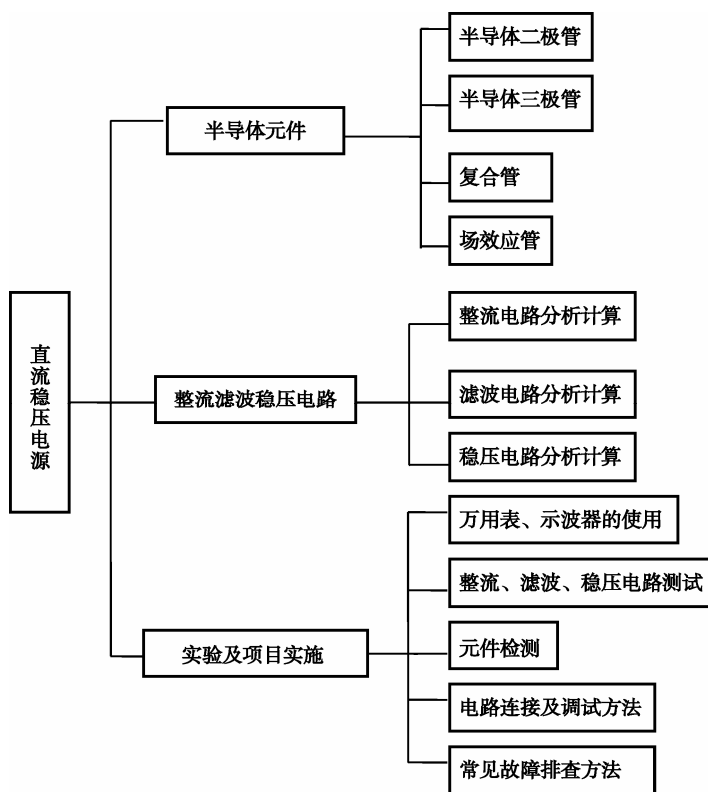 直流稳压电源
半导体元件
半导体二极管
半导体三极管
复合管
场效应管
整流滤波稳压电路
整流电路分析计算
滤波电路分析计算
稳压电路分析计算
实验及项目实施
万用表、示波器的使用
整流、滤波、稳压电路测试
元件检测
电路连接及调试方法
常见故障排查方法